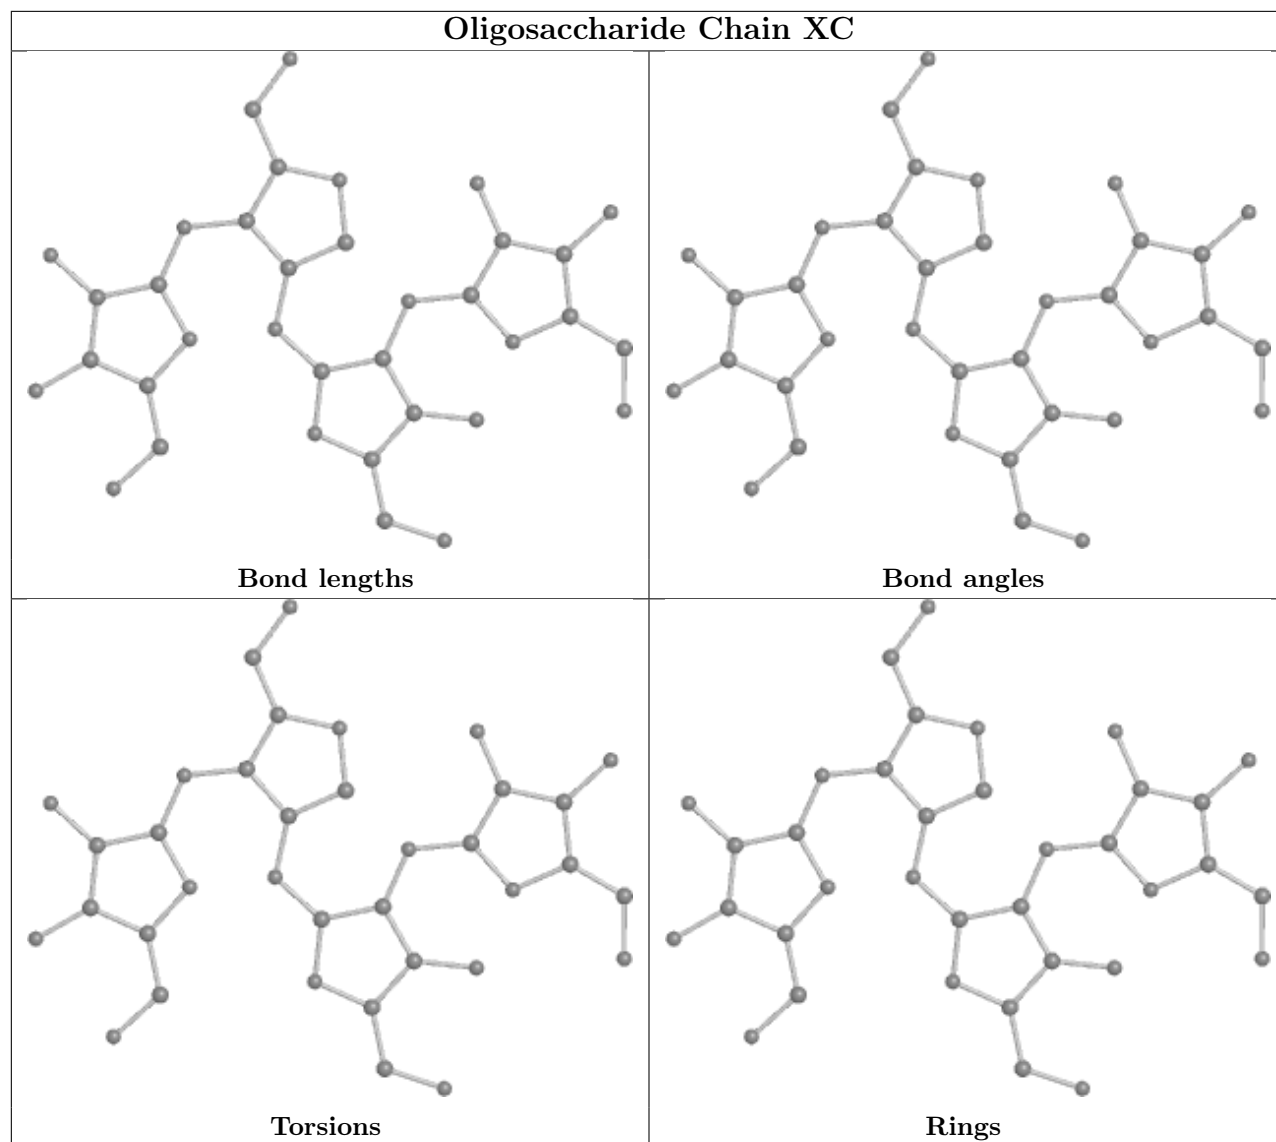 Oligosaccharide Chain XC
Bond lengths
Bond angles
Torsions
Rings